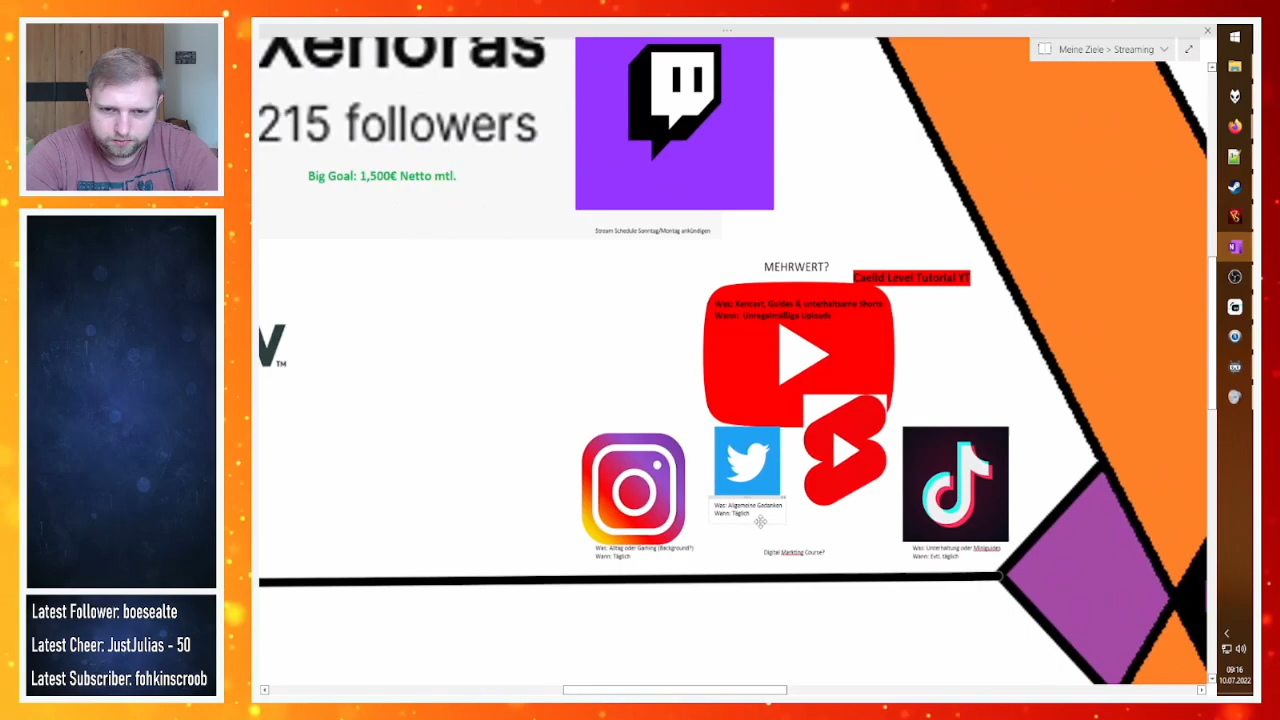 Xenoras
215 followers
Big Goal: 1,500€ Netto mtl.
Stream Schedule Sonntag/Montag ankündigen
Meine Ziele > Streaming
MEHRWERT?
Caelid Level Tutorial YT
Was: Xencast, Guides & unterhaltsame Shorts
Wann: Unregelmäßige Uploads
TM
Was: Allgemeine Gedanken
Wann: Täglich
Was: Alltag oder Gaming (Background?)
Wann: Täglich
Digital Markting Course?
Was: Unterhaltung oder Miniguides
Wann: Evtl. täglich
Latest Follower: boesealte
Latest Cheer: JustJulias - 50
Latest Subscriber: fohkinscroob
09:16
10.07.2022